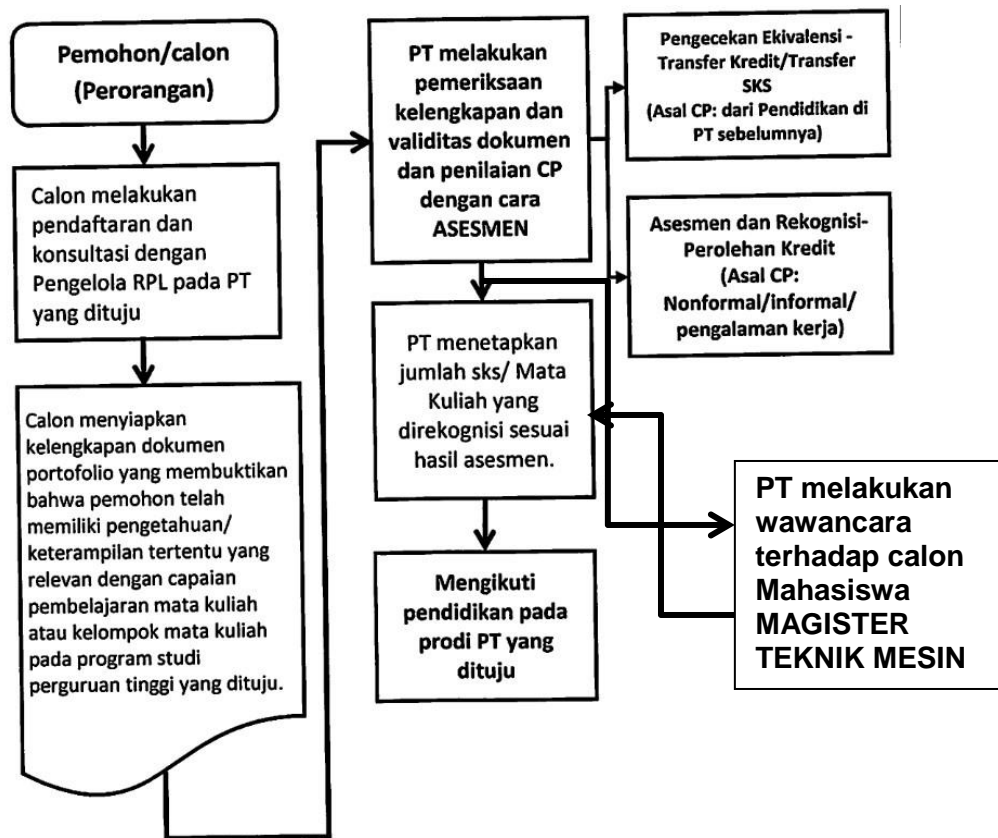 Pemohon/calon
(Perorangan)
Calon melakukan
pendaftaran dan
konsultasi dengan
Pengelola RPL pada PT
yang dituju
Calon menyiapkan
kelengkapan dokumen
portofolio yang membuktikan
bahwa pemohon telah
memiliki pengetahuan/
keterampilan tertentu yang
relevan dengan capaian
pembelajaran mata kuliah
atau kelompok mata kuliah
pada program studi
perguruan tinggi yang dituju.
PT melakukan
pemeriksaan
kelengkapan dan
validitas dokumen
dan penilaian CP
dengan cara
ASESMEN
Pengecekan Ekivalensi -
Transfer Kredit/Transfer
SKS
(Asal CP: dari Pendidikan di
PT sebelumnya)
Asesmen dan Rekognisi-
Perolehan Kredit
(Asal CP:
Nonformal/informal/
pengalaman kerja)
PT menetapkan
jumlah sks/ Mata
Kuliah yang
direkognisi sesuai
hasil asesmen.
PT melakukan
wawancara
terhadap calon
Mahasiswa
MAGISTER
TEKNIK MESIN
Mengikuti
pendidikan pada
prodi PT yang
dituju